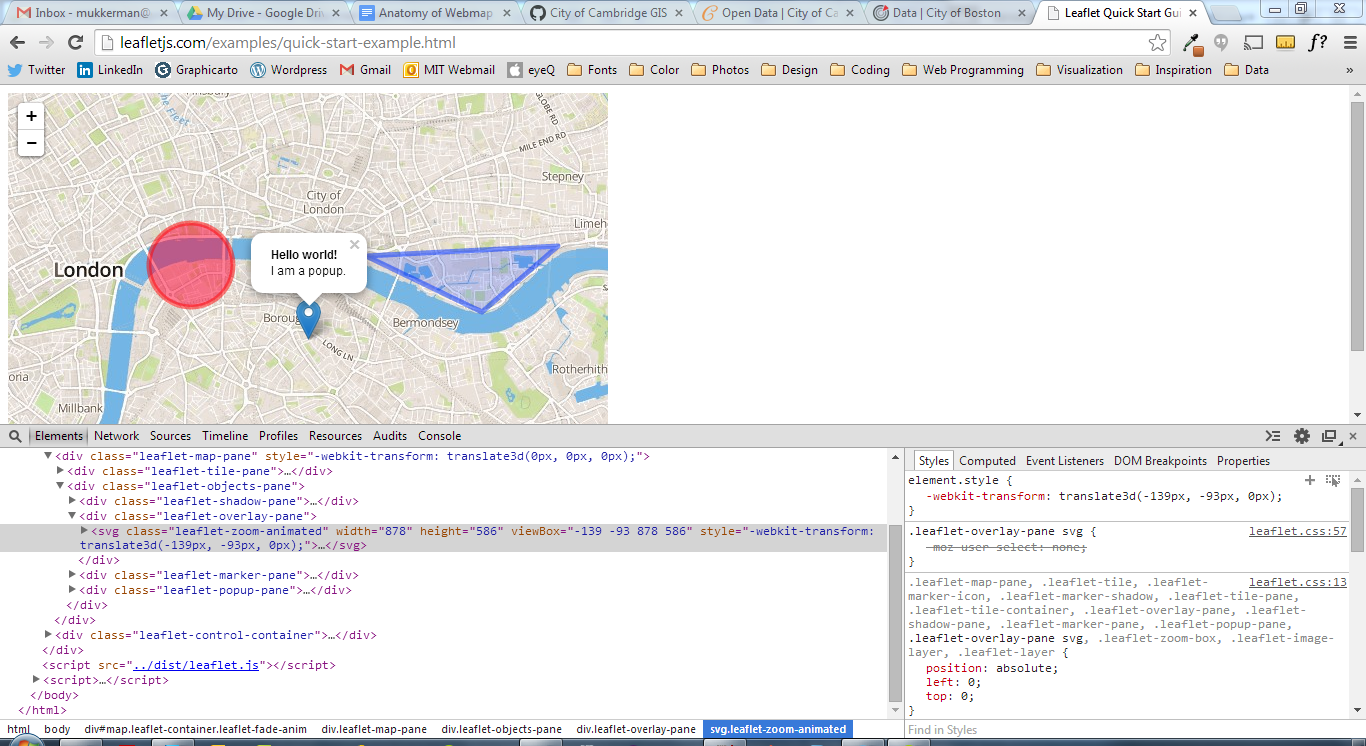 Inbox - mukkerman@
My Drive - Google Driv
Anatomy of Webmap
City of Cambridge GIS
Open Data | City of Ca
Data | City of Boston
Leaflet Quick Start Gui
leafletjs.com/examples/quick-start-example.html
f?
Twitter
LinkedIn
Graphicarto
Wordpress
Gmail
MIT Webmail
eyeQ
Fonts
Color
Photos
Design
Coding
Web Programming
Visualization
Inspiration
Data
»
+
−
The Fleet
Finsbury
GLOBE RD
MILE END RD
Stepney
City of
London
Limeh
London
Hello world!
I am a popup.
×
Boroug
Bermondsey
LONG LN
Rotherhith
oria
Millbank
Elements
Network
Sources
Timeline
Profiles
Resources
Audits
Console
▼<div class="leaflet-map-pane" style="-webkit-transform: translate3d(0px, 0px, 0px);">
▶<div class="leaflet-tile-pane">…</div>
▼<div class="leaflet-objects-pane">
▶<div class="leaflet-shadow-pane">…</div>
▼<div class="leaflet-overlay-pane">
▶<svg class="leaflet-zoom-animated" width="878" height="586" viewBox="-139 -93 878 586" style="-webkit-transform:
translate3d(-139px, -93px, 0px);">…</svg>
</div>
▶<div class="leaflet-marker-pane">…</div>
▶<div class="leaflet-popup-pane">…</div>
</div>
</div>
▶<div class="leaflet-control-container">…</div>
</div>
<script src="../dist/leaflet.js"></script>
▶<script>…</script>
</body>
</html>
html
body
div#map.leaflet-container.leaflet-fade-anim
div.leaflet-map-pane
div.leaflet-objects-pane
div.leaflet-overlay-pane
svg.leaflet-zoom-animated
Styles
Computed
Event Listeners
DOM Breakpoints
Properties
element.style {
-webkit-transform: translate3d(-139px, -93px, 0px);
}
.leaflet-overlay-pane svg {
leaflet.css:57
-moz-user-select: none;
}
.leaflet-map-pane, .leaflet-tile, .leaflet-
leaflet.css:13
marker-icon, .leaflet-marker-shadow, .leaflet-tile-pane,
.leaflet-tile-container, .leaflet-overlay-pane, .leaflet-
shadow-pane, .leaflet-marker-pane, .leaflet-popup-pane,
.leaflet-overlay-pane svg, .leaflet-zoom-box, .leaflet-image-
layer, .leaflet-layer {
position: absolute;
left: 0;
top: 0;
}
Find in Styles